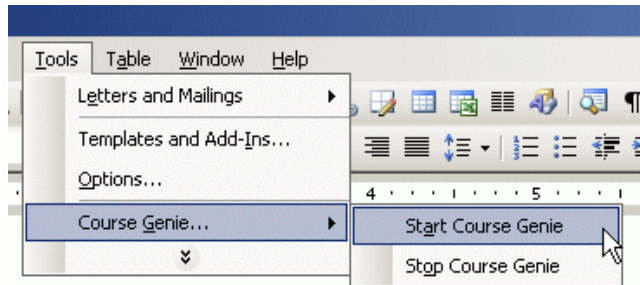 Tools Table Window Help
Letters and Mailings
Templates and Add-Ins...
Options...
4 5
Course Genie... Start Course Genie
Stop Course Genie